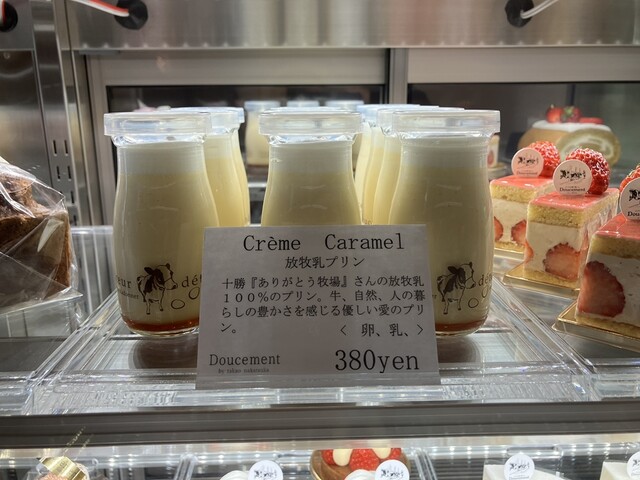 Crème Caramel
放牧乳プリン
十勝『ありがとう牧場』さんの放牧乳
１００％のプリン。牛、自然、人の暮
らしの豊かさを感じる優しい愛のプリ
ン。
< 卵、乳、>
Doucement
380yen
Doucement
Doucement